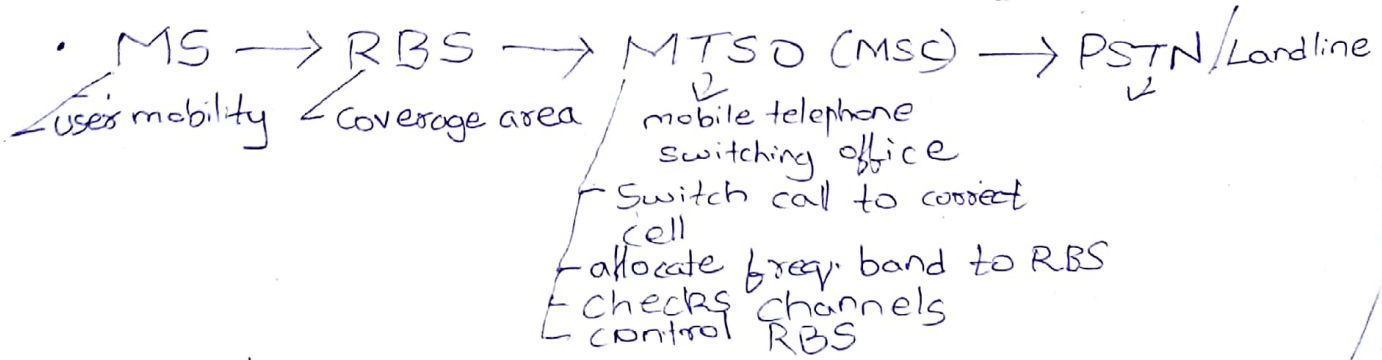 . MS → RBS → MTSO (MSC) → PSTN/Landline
user's mobility coverage area mobile telephone
switching office
- Switch call to correct
cell
- allocate freq. band to RBS
- checks channels
- control RBS